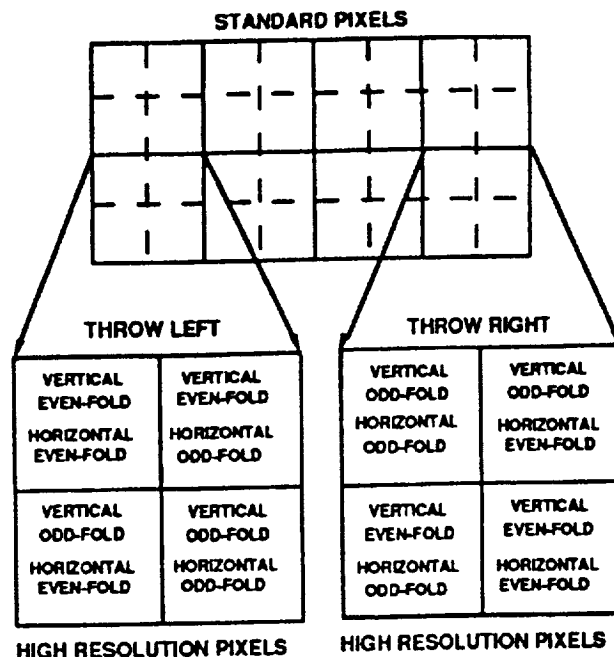 STANDARD PIXELS
THROW LEFT
VERTICAL
EVEN-FOLD
HORIZONTAL
EVEN-FOLD
VERTICAL
EVEN-FOLD
HORIZONTAL
ODD-FOLD
VERTICAL
ODD-FOLD
HORIZONTAL
EVEN-FOLD
VERTICAL
ODD-FOLD
HORIZONTAL
ODD-FOLD
HIGH RESOLUTION PIXELS
THROW RIGHT
VERTICAL
ODD-FOLD
HORIZONTAL
ODD-FOLD
VERTICAL
ODD-FOLD
HORIZONTAL
EVEN-FOLD
VERTICAL
EVEN-FOLD
HORIZONTAL
ODD-FOLD
VERTICAL
EVEN-FOLD
HORIZONTAL
EVEN-FOLD
HIGH RESOLUTION PIXELS